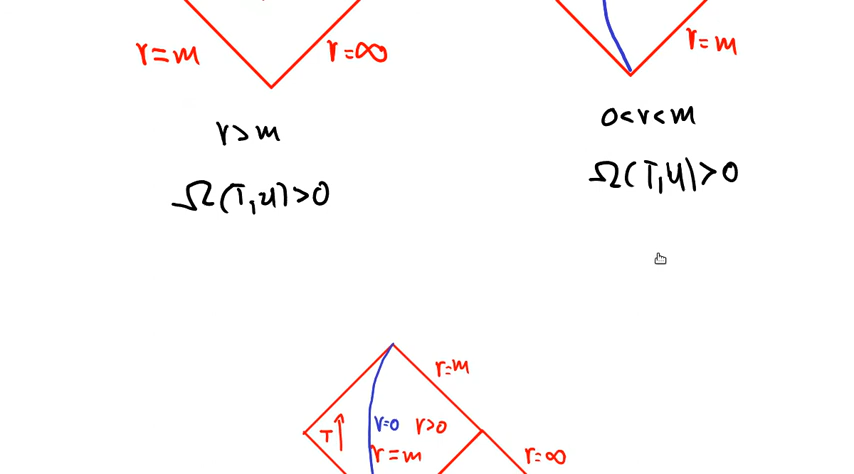 r=m r=∞
r=m
r>m
0<r<m
Ω(T,u)>0
Ω(T,u)>0
r=m
T r=0 r>0
r=m
r=∞